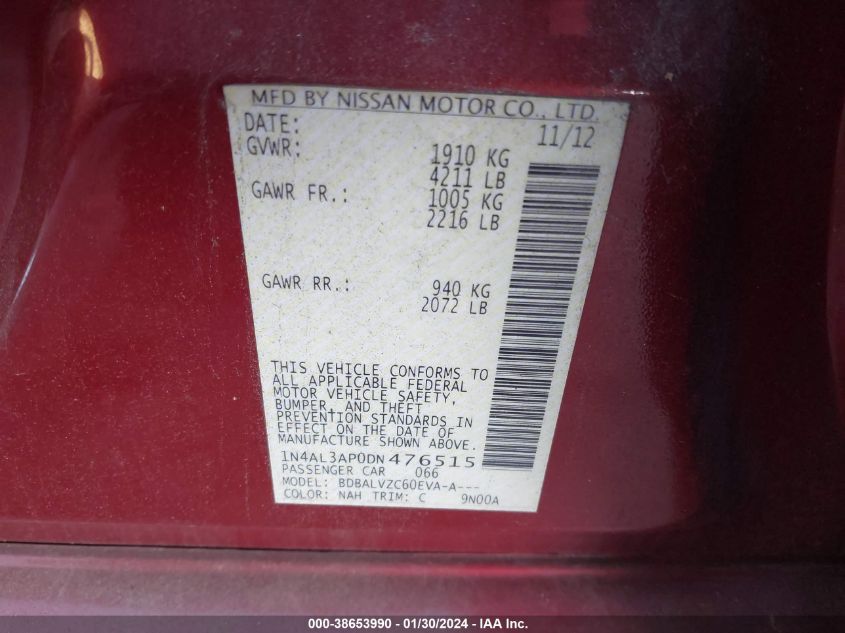 MFD BY NISSAN MOTOR CO., LTD.
DATE: 11/12
GVWR: 1910 KG
4211 LB
GAWR FR.: 1005 KG
2216 LB
GAWR RR.: 940 KG
2072 LB
THIS VEHICLE CONFORMS TO
ALL APPLICABLE FEDERAL
MOTOR VEHICLE SAFETY,
BUMPER, AND THEFT
PREVENTION STANDARDS IN
EFFECT ON THE DATE OF
MANUFACTURE SHOWN ABOVE.
1N4AL3AP0DN476515
PASSENGER CAR 066
MODEL: BDBALVZC60EVA-A---
COLOR: NAH TRIM: C 9N00A
000-38653990 - 01/30/2024 - IAAI Inc.